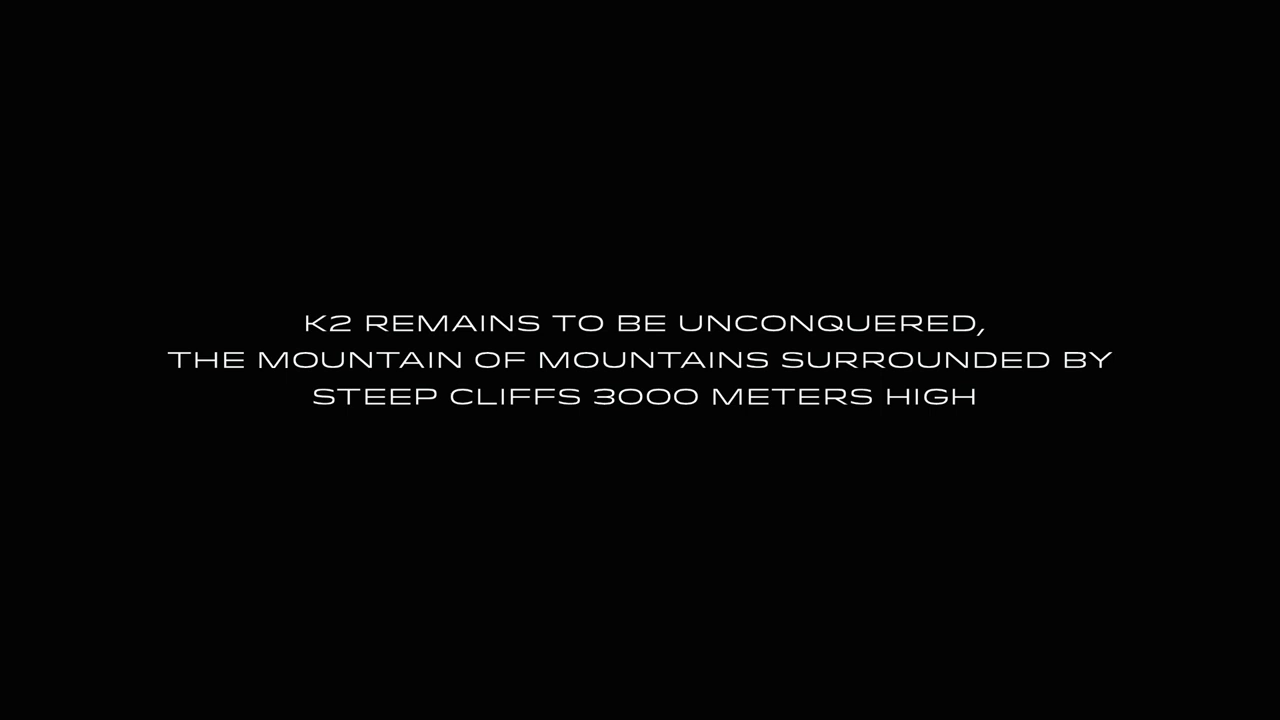 K2 REMAINS TO BE UNCONQUERED,
THE MOUNTAIN OF MOUNTAINS SURROUNDED BY
STEEP CLIFFS 3000 METERS HIGH